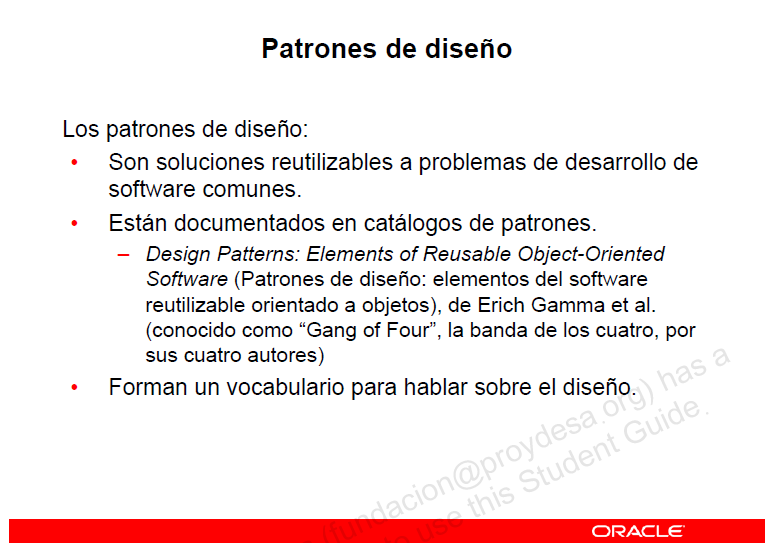 Patrones de diseño
Los patrones de diseño:
• Son soluciones reutilizables a problemas de desarrollo de
software comunes.
• Están documentados en catálogos de patrones.
– Design Patterns: Elements of Reusable Object-Oriented
Software (Patrones de diseño: elementos del software
reutilizable orientado a objetos), de Erich Gamma et al.
(conocido como “Gang of Four”, la banda de los cuatro, por
sus cuatro autores)
• Forman un vocabulario para hablar sobre el diseño.
(fundacion@proydesa.org) has a
to use this Student Guide.
ORACLE